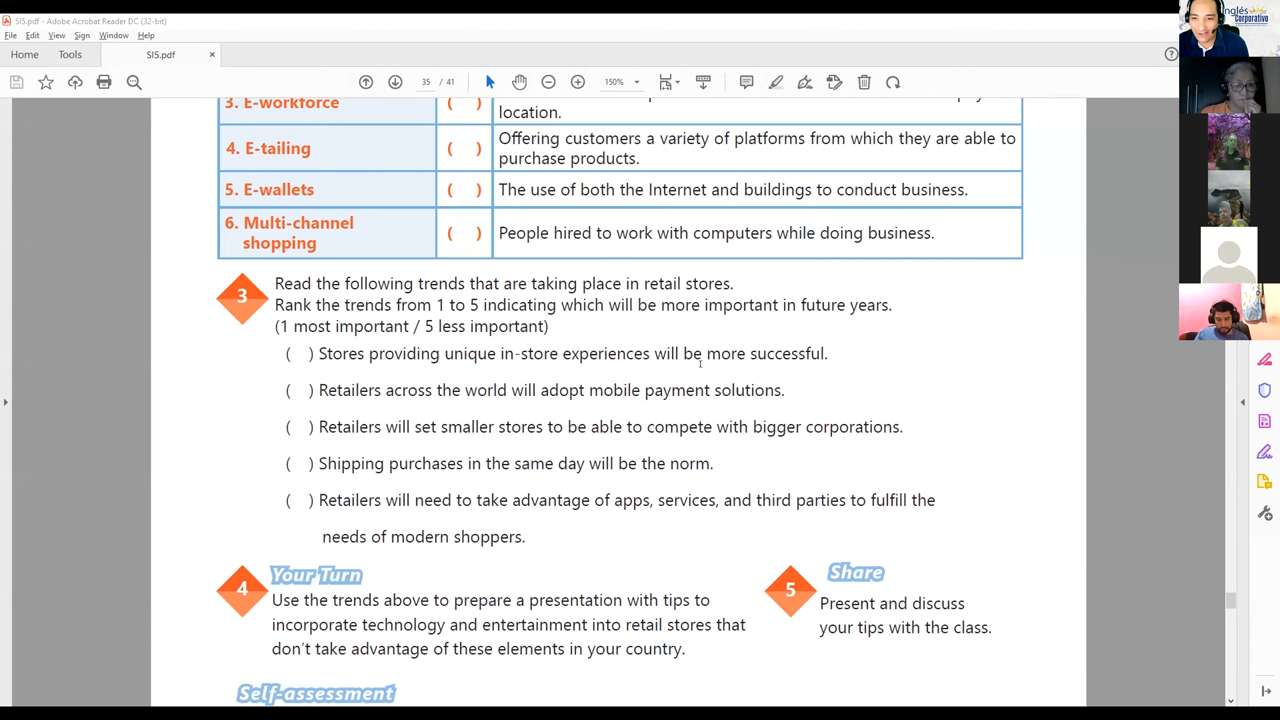 SI5.pdf - Adobe Acrobat Reader DC (32-bit)
File Edit View Sign Window Help
Home Tools SI5.pdf ×
35 / 41 150%
Inglés
Corporativo
3. E-workforce ( )
location.
4. E-tailing ( ) Offering customers a variety of platforms from which they are able to
purchase products.
5. E-wallets ( ) The use of both the Internet and buildings to conduct business.
6. Multi-channel
shopping ( ) People hired to work with computers while doing business.
3 Read the following trends that are taking place in retail stores.
Rank the trends from 1 to 5 indicating which will be more important in future years.
(1 most important / 5 less important)
( ) Stores providing unique in-store experiences will be more successful.
( ) Retailers across the world will adopt mobile payment solutions.
( ) Retailers will set smaller stores to be able to compete with bigger corporations.
( ) Shipping purchases in the same day will be the norm.
( ) Retailers will need to take advantage of apps, services, and third parties to fulfill the
needs of modern shoppers.
4 Your Turn
Use the trends above to prepare a presentation with tips to
incorporate technology and entertainment into retail stores that
don't take advantage of these elements in your country.
5 Share
Present and discuss
your tips with the class.
Self-assessment